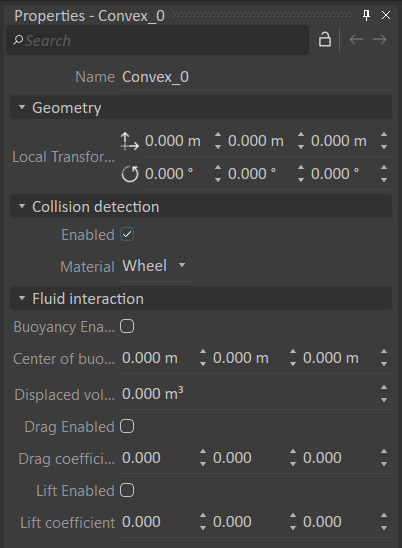 Properties - Convex_0
Search
Name Convex_0
Geometry
Local Transfor... 0.000 m 0.000 m 0.000 m
0.000 ° 0.000 ° 0.000 °
Collision detection
Enabled
Material Wheel
Fluid interaction
Buoyancy Ena...
Center of buo... 0.000 m 0.000 m 0.000 m
Displaced vol... 0.000 m³
Drag Enabled
Drag coeffici... 0.000 0.000 0.000
Lift Enabled
Lift coefficient 0.000 0.000 0.000